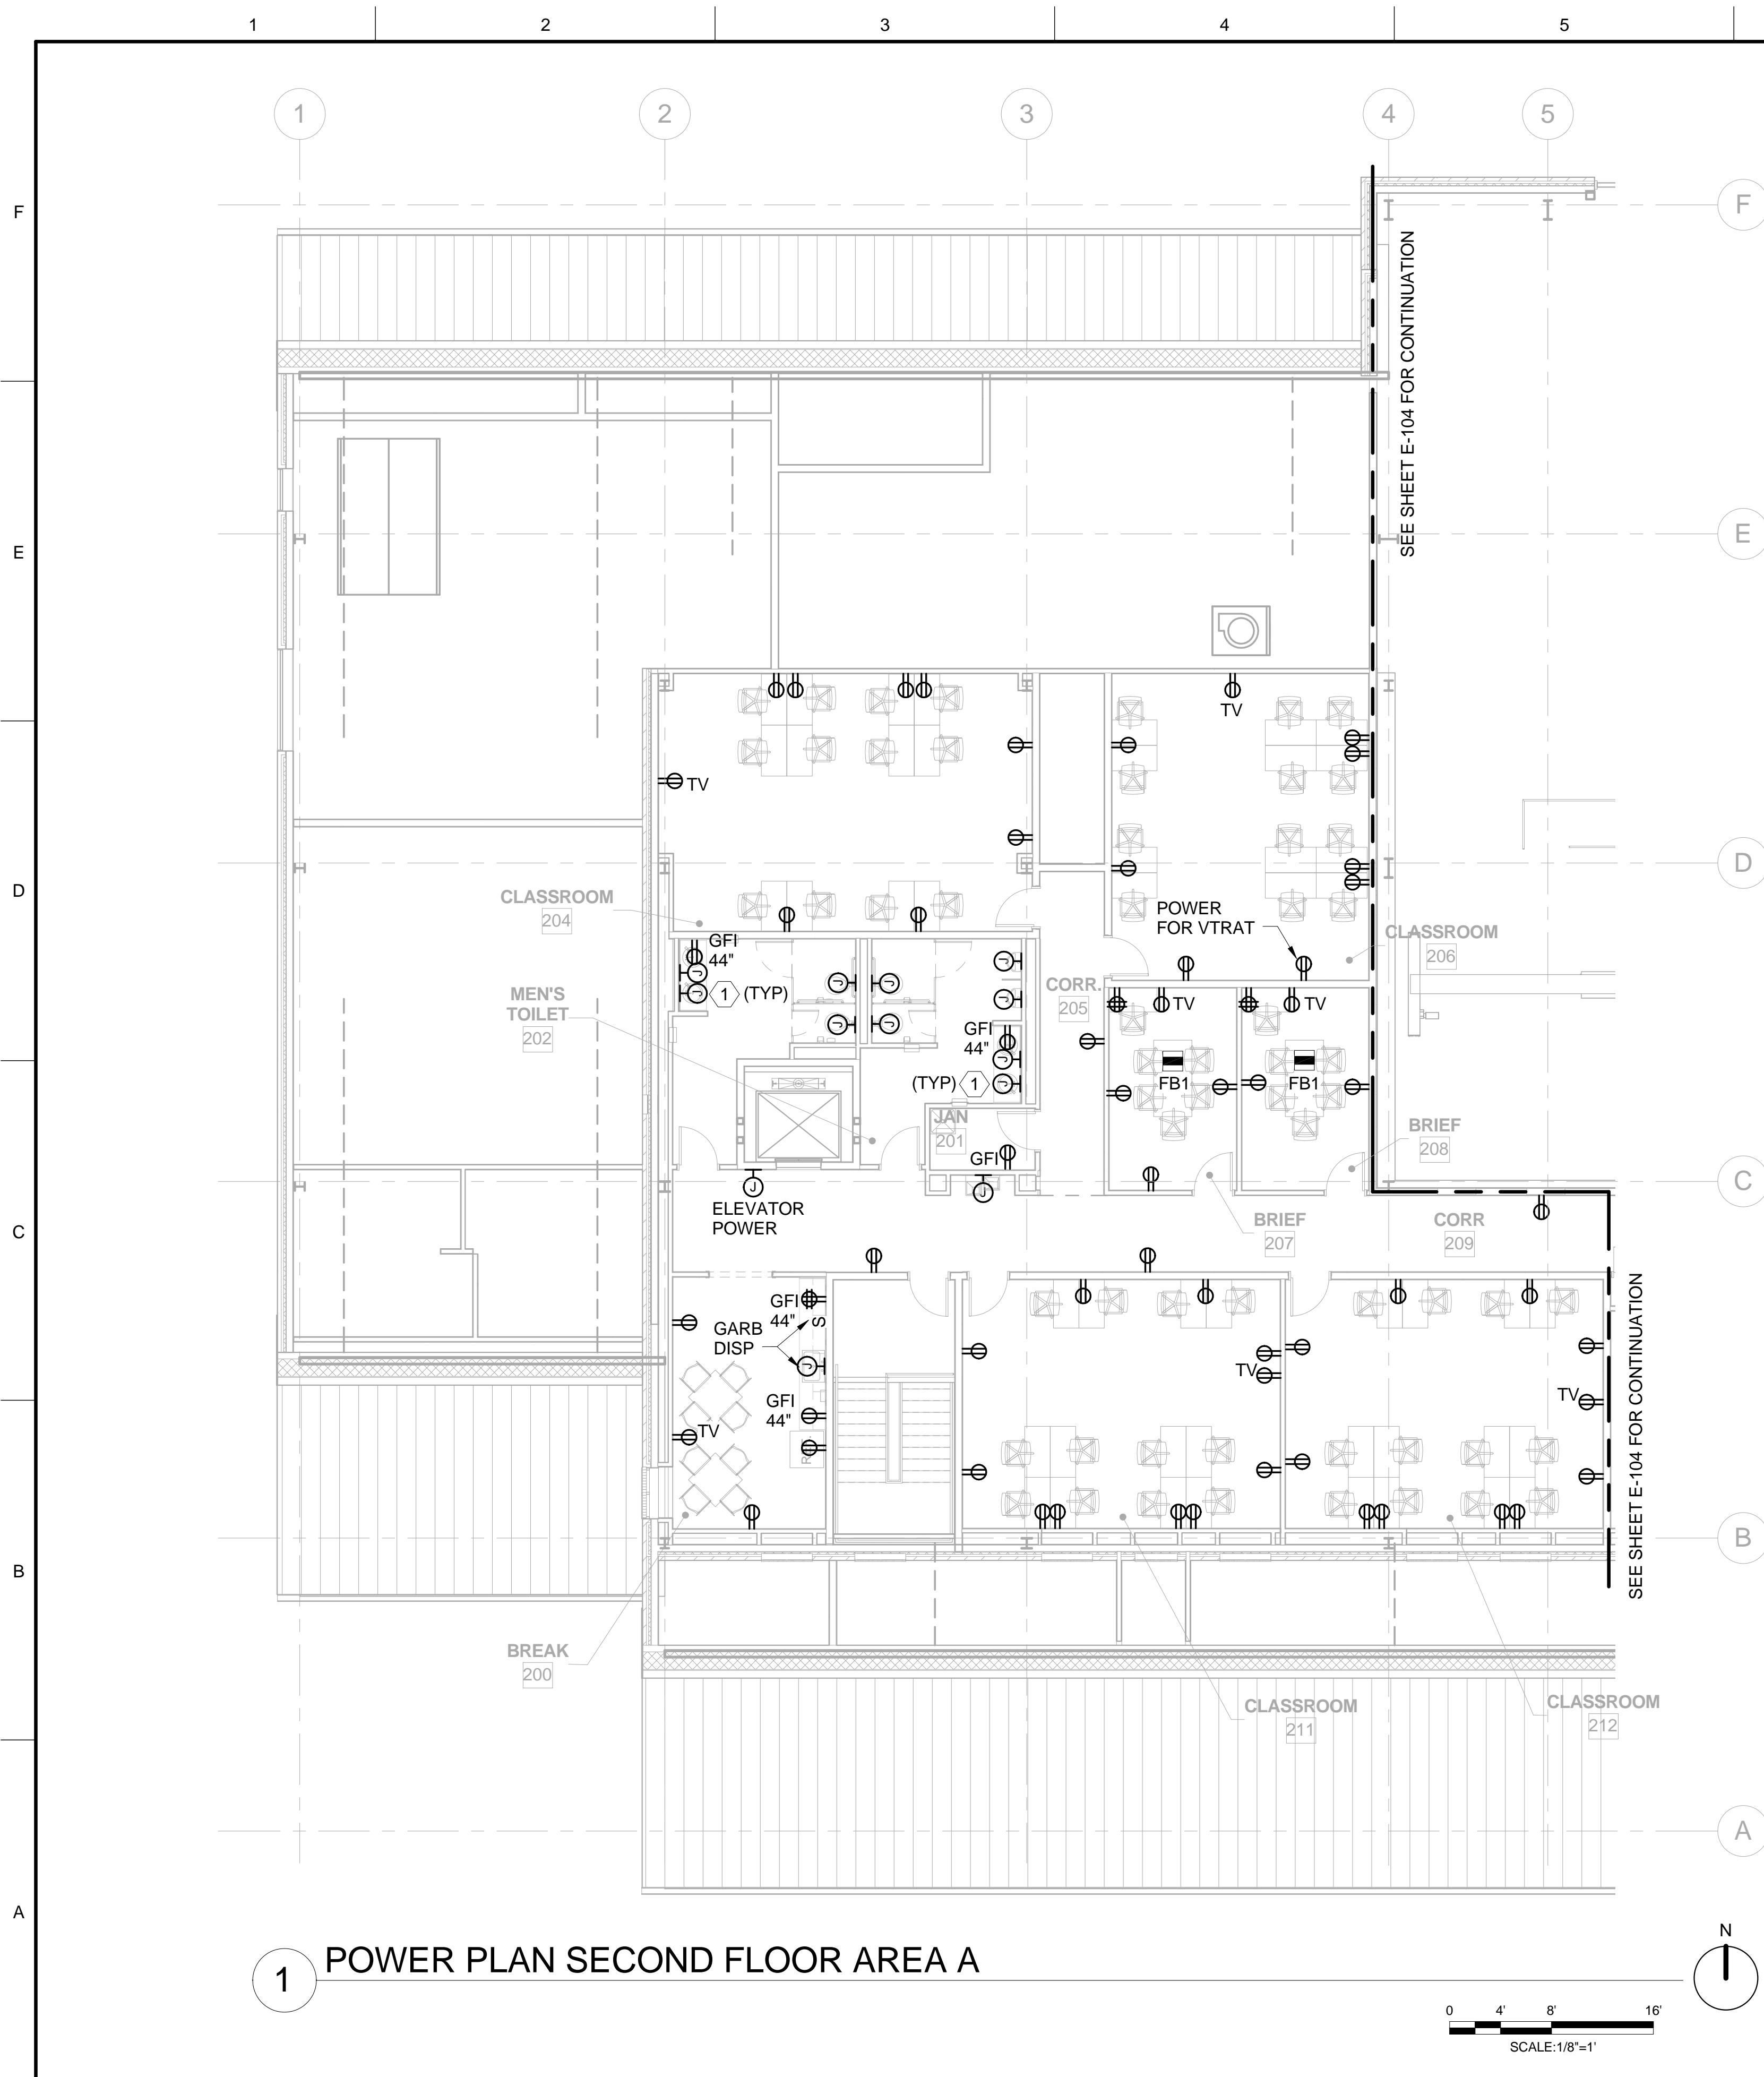 1
2
3
4
5
1
2
3
4
5
F
F
SEE SHEET E-104 FOR CONTINUATION
E
E
TV
TV
D
D
CLASSROOM
204
POWER
FOR VTRAT
CLASSROOM
206
GFI
44"
J
J
1
(TYP)
J
J
J
J
J
J
MEN'S
TOILET
202
CORR.
205
TV
TV
GFI
44"
J
J
(TYP)
1
FB1
FB1
JAN
201
GFI
BRIEF
208
C
C
J
ELEVATOR
POWER
J
BRIEF
207
CORR
209
GFI
44"
S
GARB
DISP
J
TV
TV
GFI
44"
TV
SEE SHEET E-104 FOR CONTINUATION
B
B
BREAK
200
CLASSROOM
211
CLASSROOM
212
A
A
1
POWER PLAN SECOND FLOOR AREA A
N
0
4'
8'
16'
SCALE:1/8"=1'